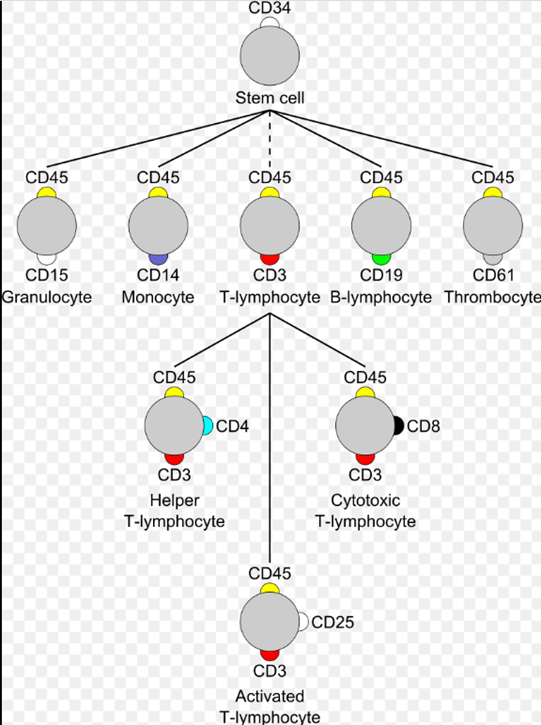 CD34
Stem cell
CD45 CD45 CD45 CD45 CD45
CD15 CD14 CD3 CD19 CD61
Granulocyte Monocyte T-lymphocyte B-lymphocyte Thrombocyte
CD45 CD45
CD4 CD8
CD3 CD3
Helper Cytotoxic
T-lymphocyte T-lymphocyte
CD45
CD25
CD3
Activated
T-lymphocyte